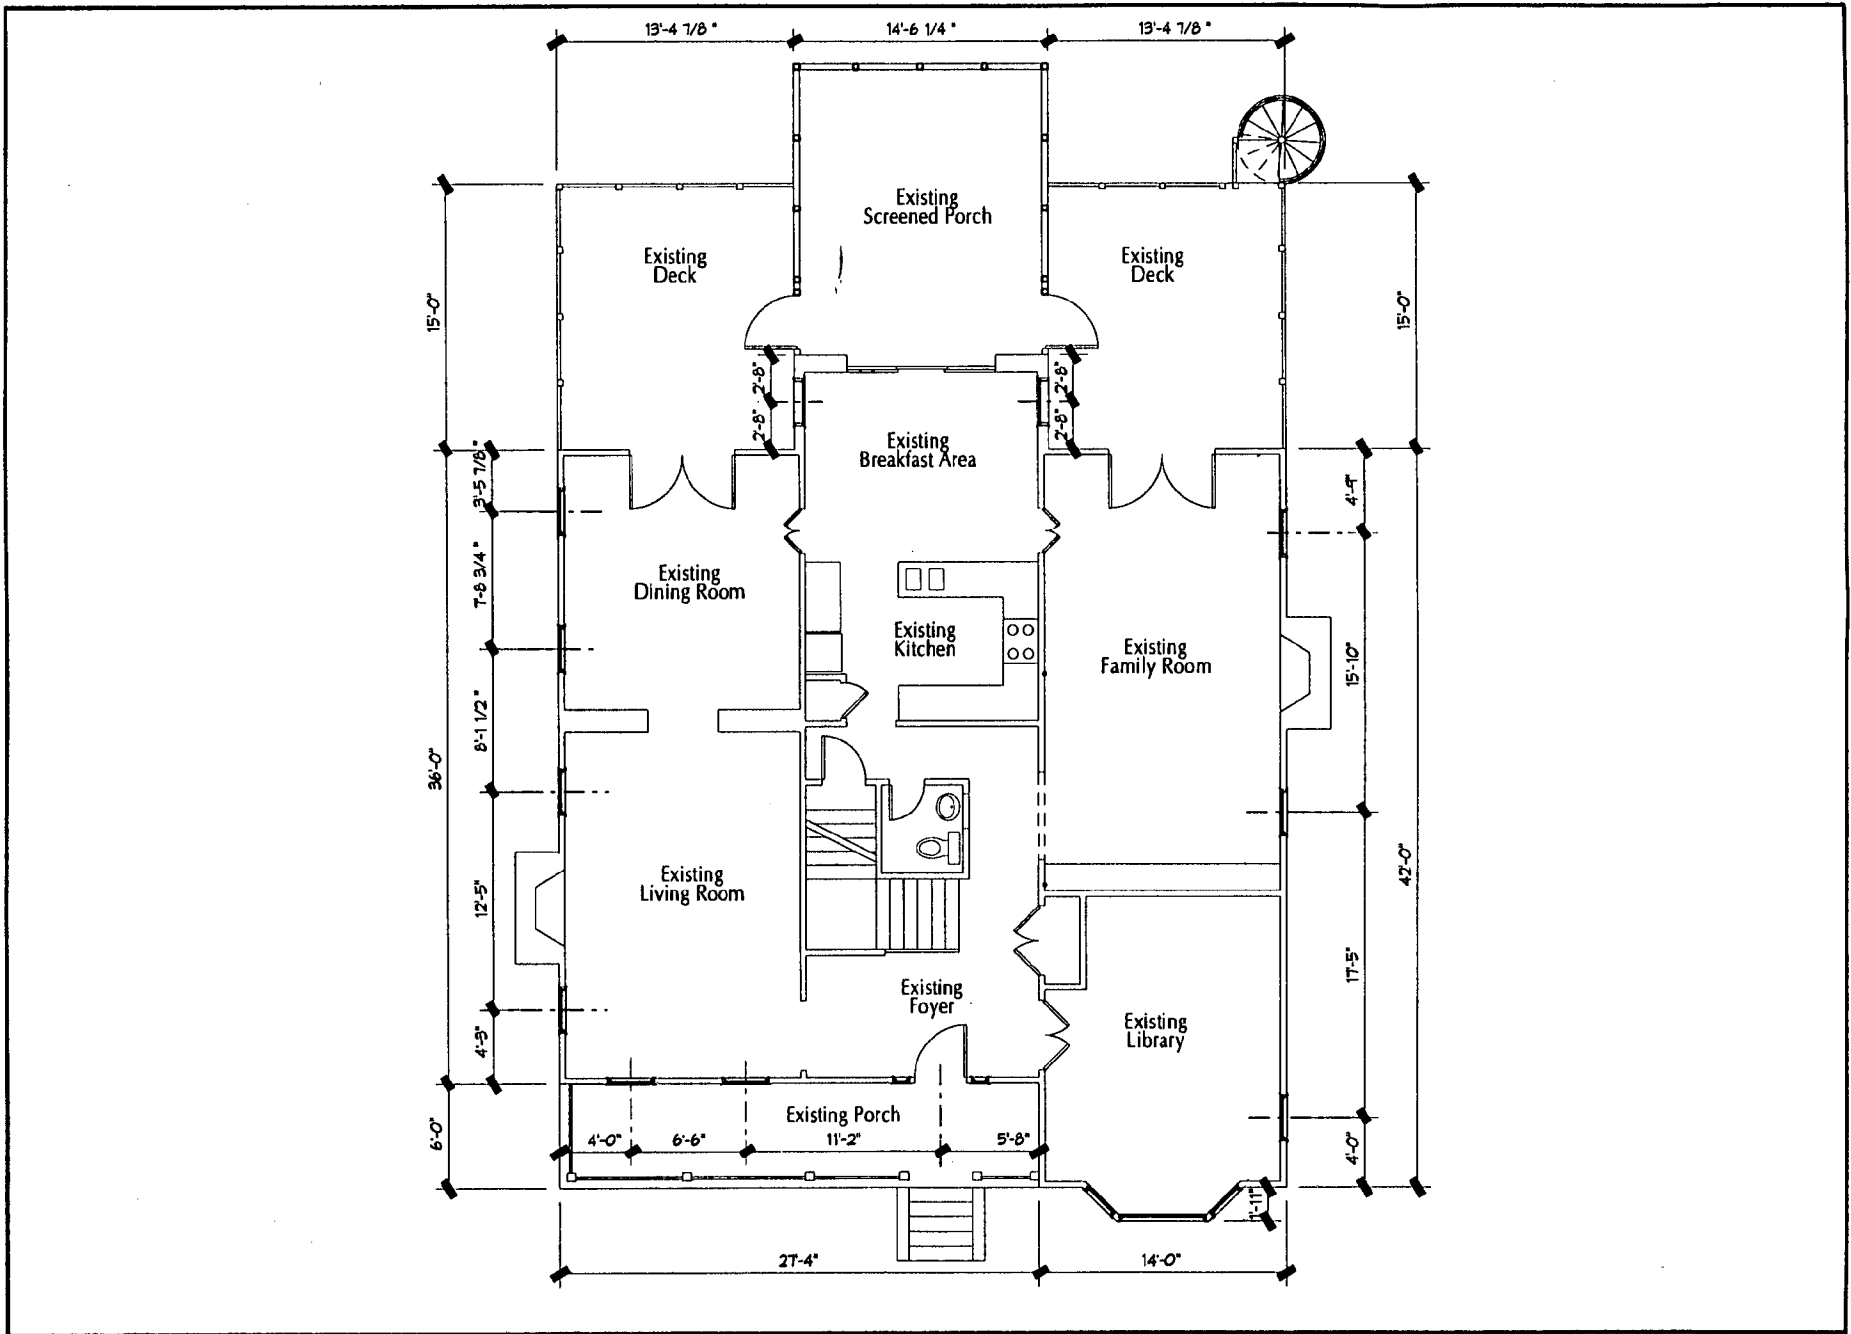 13'-4 7/8"
14'-6 1/4"
13'-4 7/8"
Existing
Screened Porch
Existing
Deck
Existing
Deck
15'-0"
15'-0"
2'-8"
2'-8"
2'-8"
2'-8"
Existing
Breakfast Area
3'-5 7/8"
4'-9"
7'-8 3/4"
Existing
Dining Room
Existing
Kitchen
Existing
Family Room
15'-10"
8'-1 1/2"
36'-0"
12'-5"
Existing
Living Room
42'-0"
17'-5"
Existing
Foyer
Existing
Library
4'-3"
6'-0"
Existing Porch
4'-0"
6'-6"
11'-2"
5'-8"
4'-0"
1'-11"
27'-4"
14'-0"